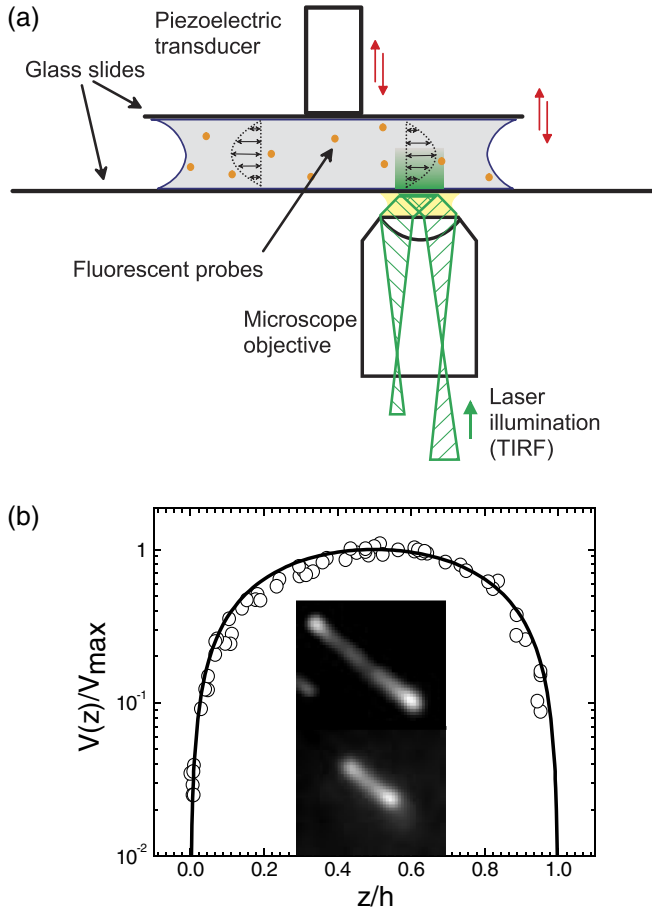 (a)
Piezoelectric
transducer
Glass slides
Fluorescent probes
Microscope
objective
Laser
illumination
(TIRF)
(b)
V(z)/Vmax
1
10-1
10-2
0.0 0.2 0.4 0.6 0.8 1.0
z/h